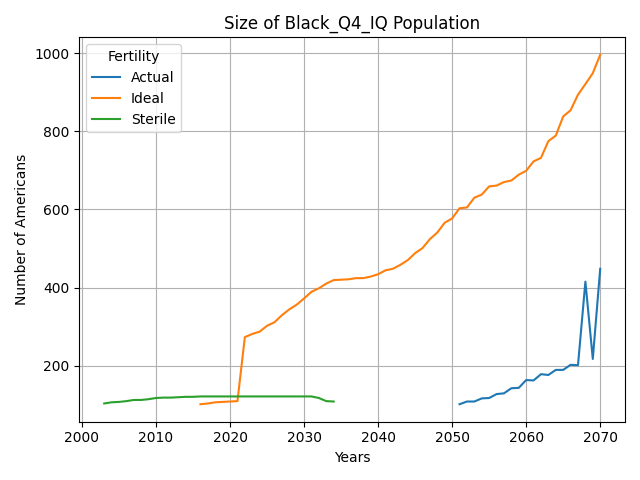 Size of Black_Q4_IQ Population
Fertility
Actual
Ideal
Sterile
Number of Americans
1000
800
600
400
200
2000 2010 2020 2030 2040 2050 2060 2070
Years